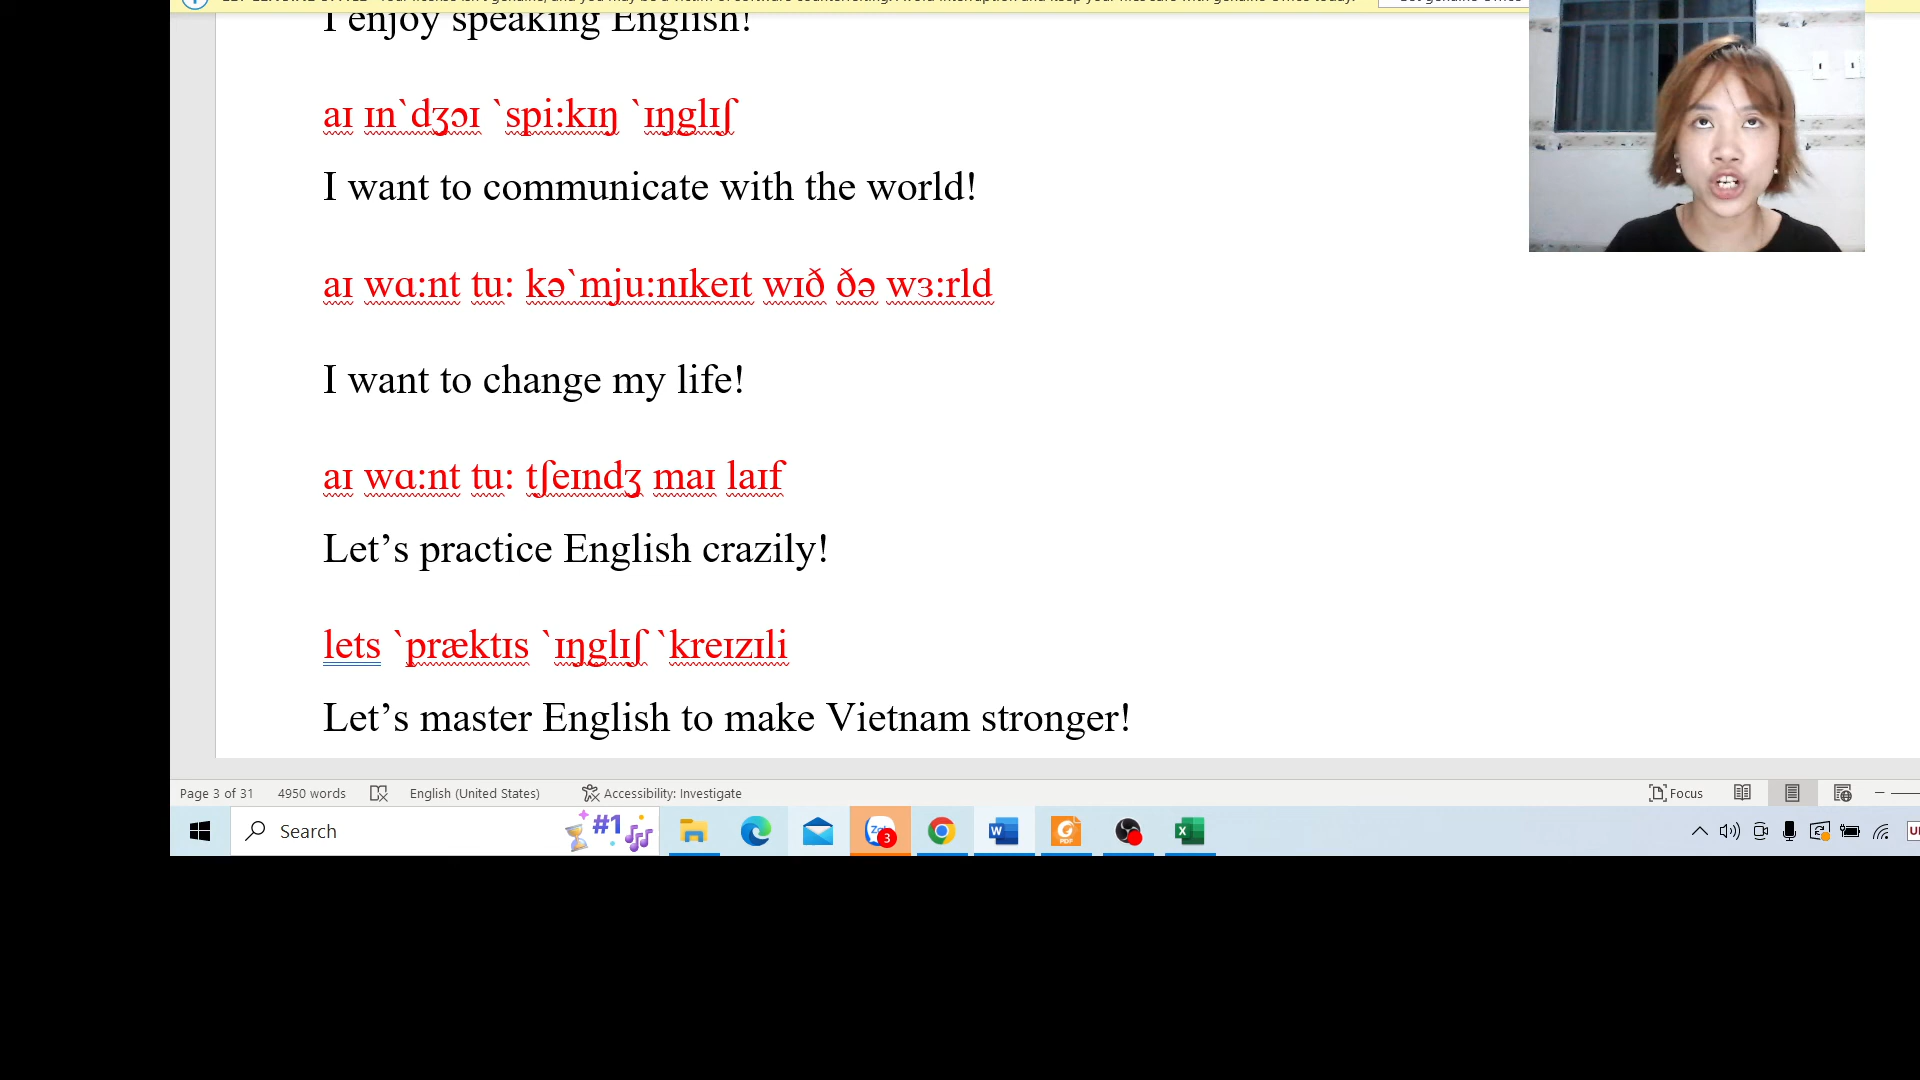 I enjoy speaking English!
aɪ ɪn`dʒɔɪ `spi:kɪŋ `ɪŋglɪʃ
I want to communicate with the world!
aɪ wɑ:nt tu: kə`mju:nɪkeɪt wɪð ðə wɜ:rld
I want to change my life!
aɪ wɑ:nt tu: tʃeɪndʒ maɪ laɪf
Let’s practice English crazily!
lets `præktɪs `ɪŋglɪʃ `kreɪzɪli
Let’s master English to make Vietnam stronger!
Page 3 of 31 4950 words English (United States) Accessibility: Investigate Focus
Search #1 3